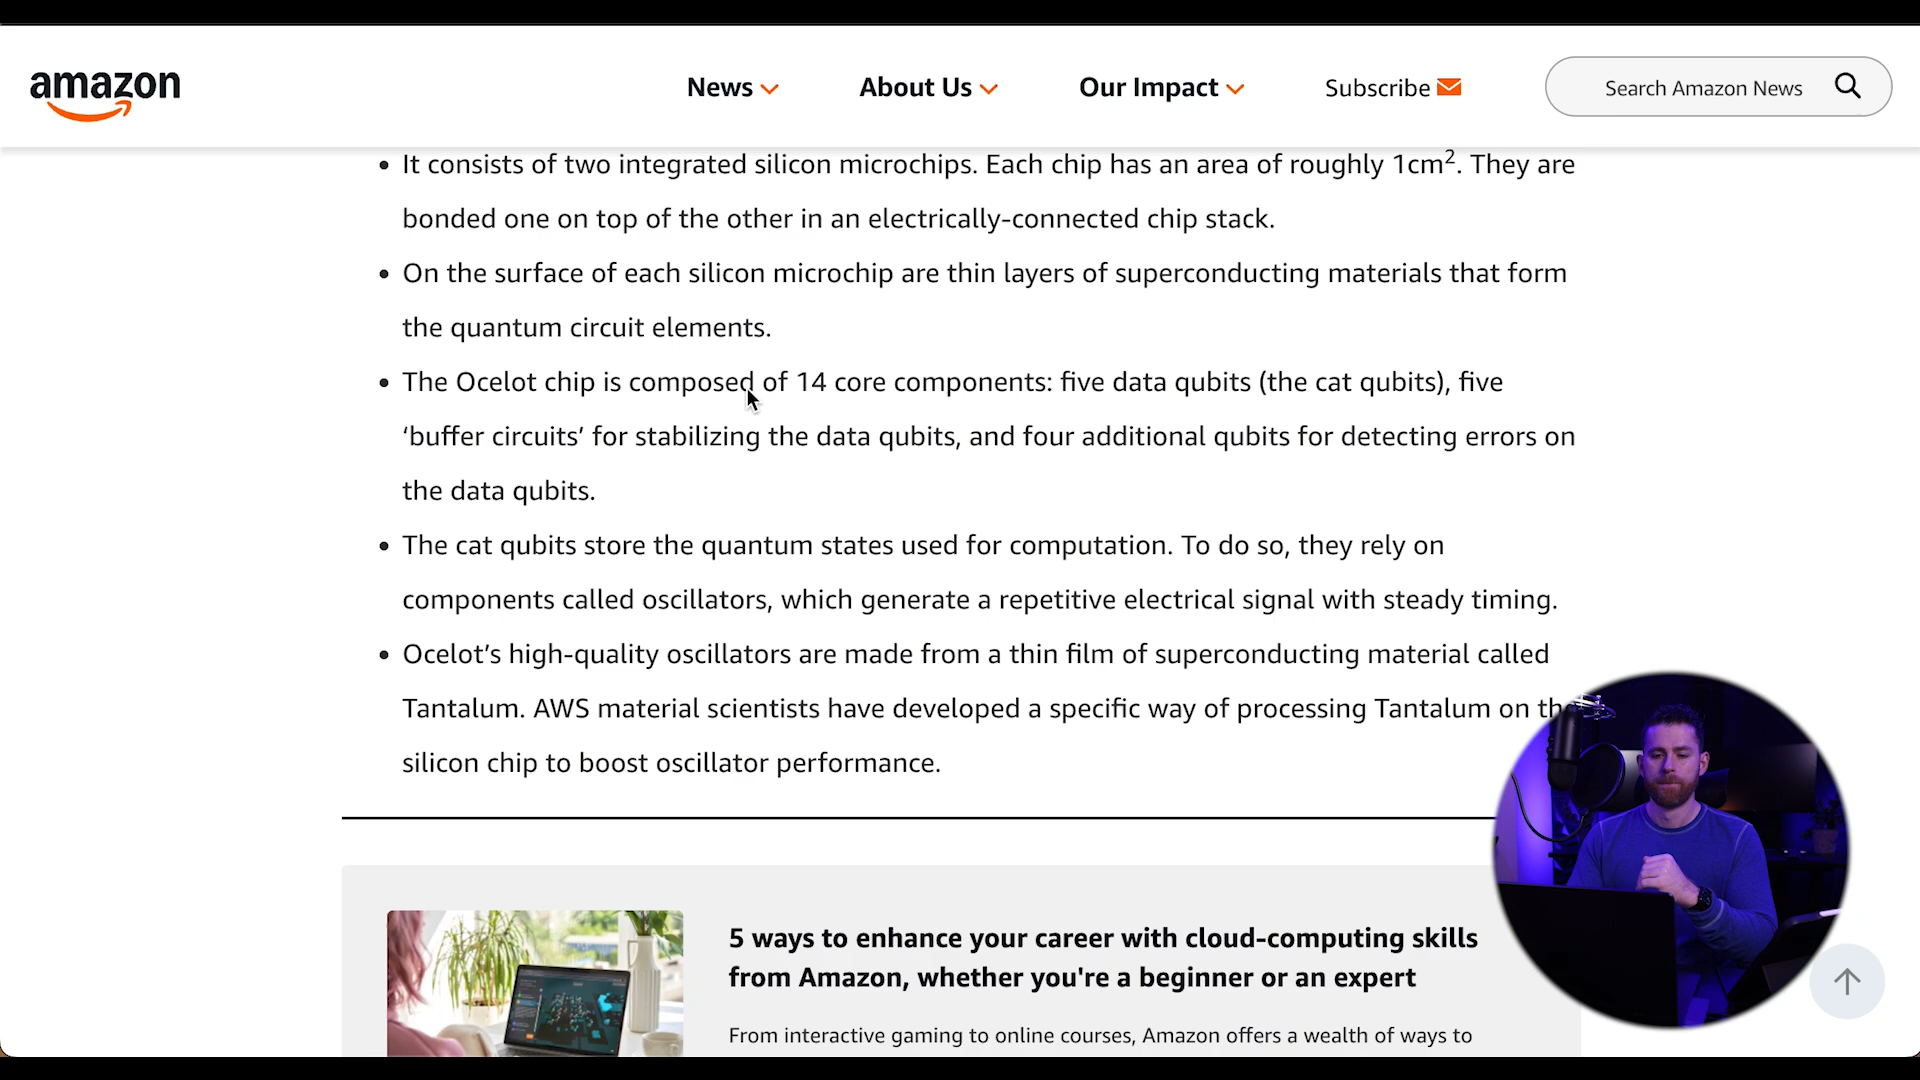 amazon
News
About Us
Our Impact
Subscribe
Search Amazon News
• It consists of two integrated silicon microchips. Each chip has an area of roughly 1cm². They are
bonded one on top of the other in an electrically-connected chip stack.
• On the surface of each silicon microchip are thin layers of superconducting materials that form
the quantum circuit elements.
• The Ocelot chip is composed of 14 core components: five data qubits (the cat qubits), five
‘buffer circuits’ for stabilizing the data qubits, and four additional qubits for detecting errors on
the data qubits.
• The cat qubits store the quantum states used for computation. To do so, they rely on
components called oscillators, which generate a repetitive electrical signal with steady timing.
• Ocelot’s high-quality oscillators are made from a thin film of superconducting material called
Tantalum. AWS material scientists have developed a specific way of processing Tantalum on the
silicon chip to boost oscillator performance.
5 ways to enhance your career with cloud-computing skills
from Amazon, whether you're a beginner or an expert
From interactive gaming to online courses, Amazon offers a wealth of ways to